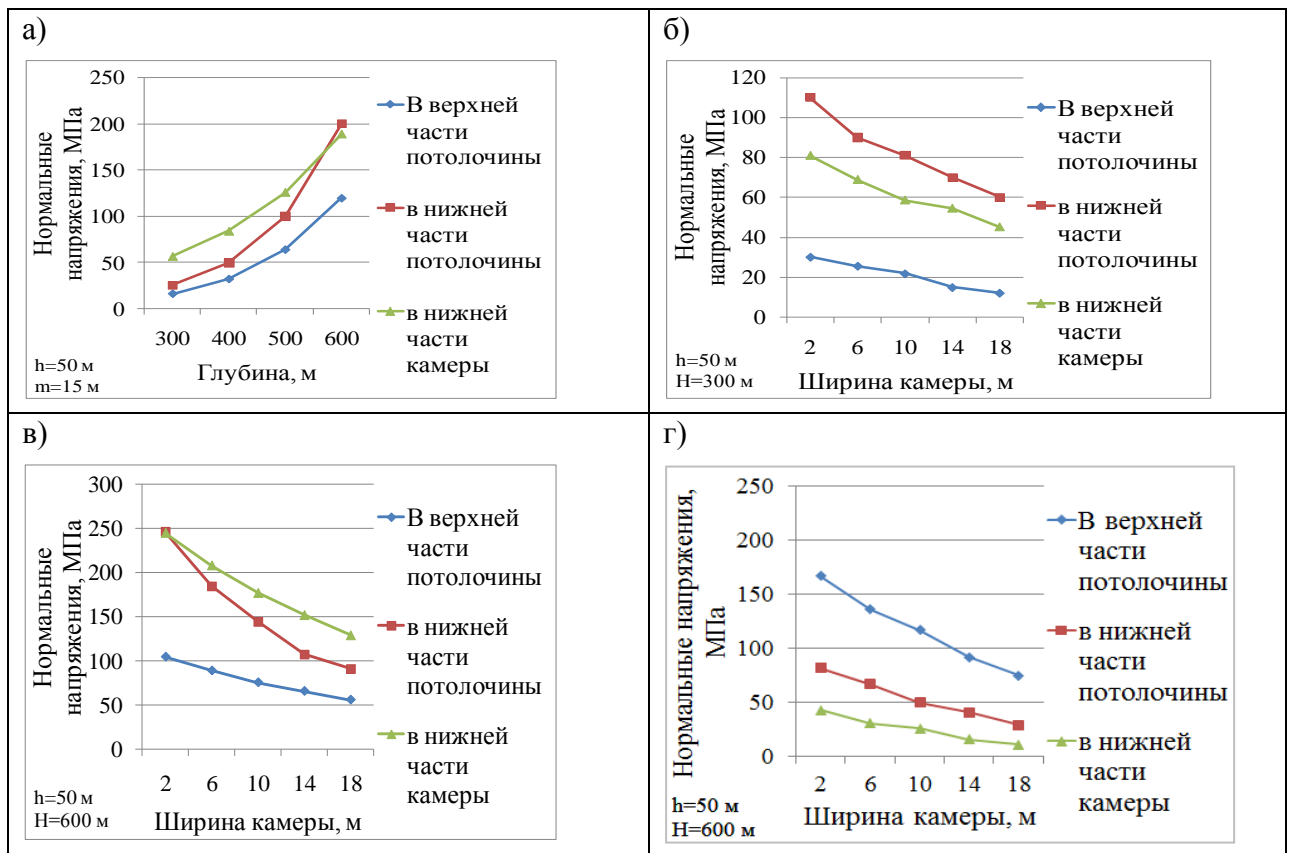 а)
Нормальные
напряжения, МПа
250
200
150
100
50
0
300 400 500 600
Глубина, м
h=50 м
m=15 м
В верхней
части
потолочины
в нижней
части
потолочины
в нижней
части
камеры
б)
Нормальные
напряжения, МПа
120
100
80
60
40
20
0
2 6 10 14 18
Ширина камеры, м
h=50 м
H=300 м
В верхней
части
потолочины
в нижней
части
потолочины
в нижней
части
камеры
в)
Нормальные
напряжения, МПа
300
250
200
150
100
50
0
2 6 10 14 18
Ширина камеры, м
h=50 м
H=600 м
В верхней
части
потолочины
в нижней
части
потолочины
в нижней
части
камеры
г)
Нормальные напряжения,
МПа
250
200
150
100
50
0
2 6 10 14 18
Ширина камеры, м
h=50 м
H=600 м
В верхней
части
потолочины
в нижней
части
потолочины
в нижней
части
камеры